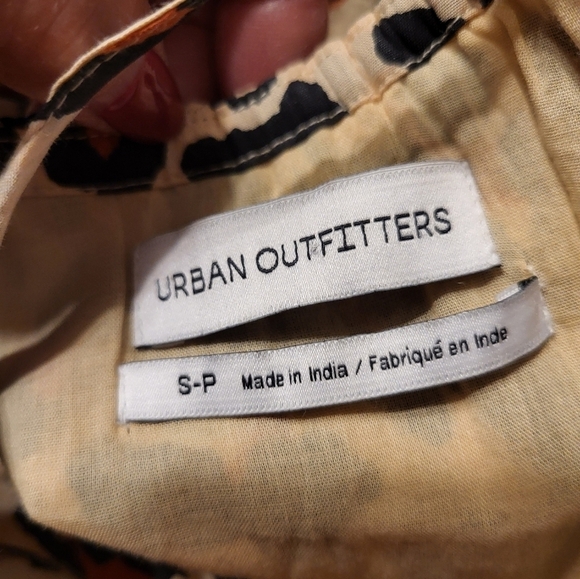 URBAN OUTFITTERS
S-P Made in India / Fabriqué en Inde